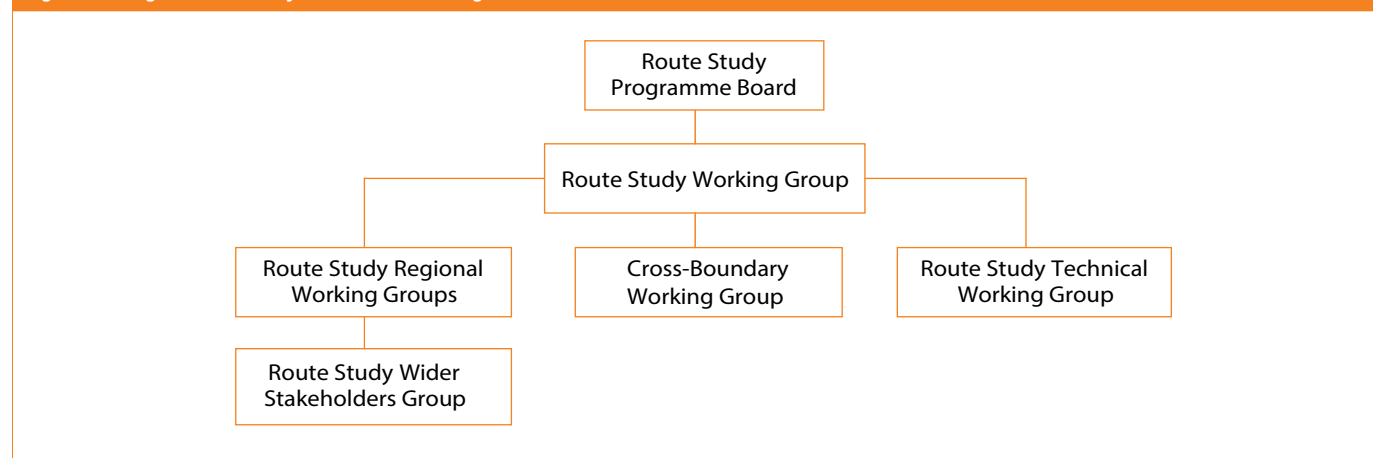 Route Study
Programme Board
Route Study Working Group
Route Study Regional
Working Groups
Cross-Boundary
Working Group
Route Study Technical
Working Group
Route Study Wider
Stakeholders Group